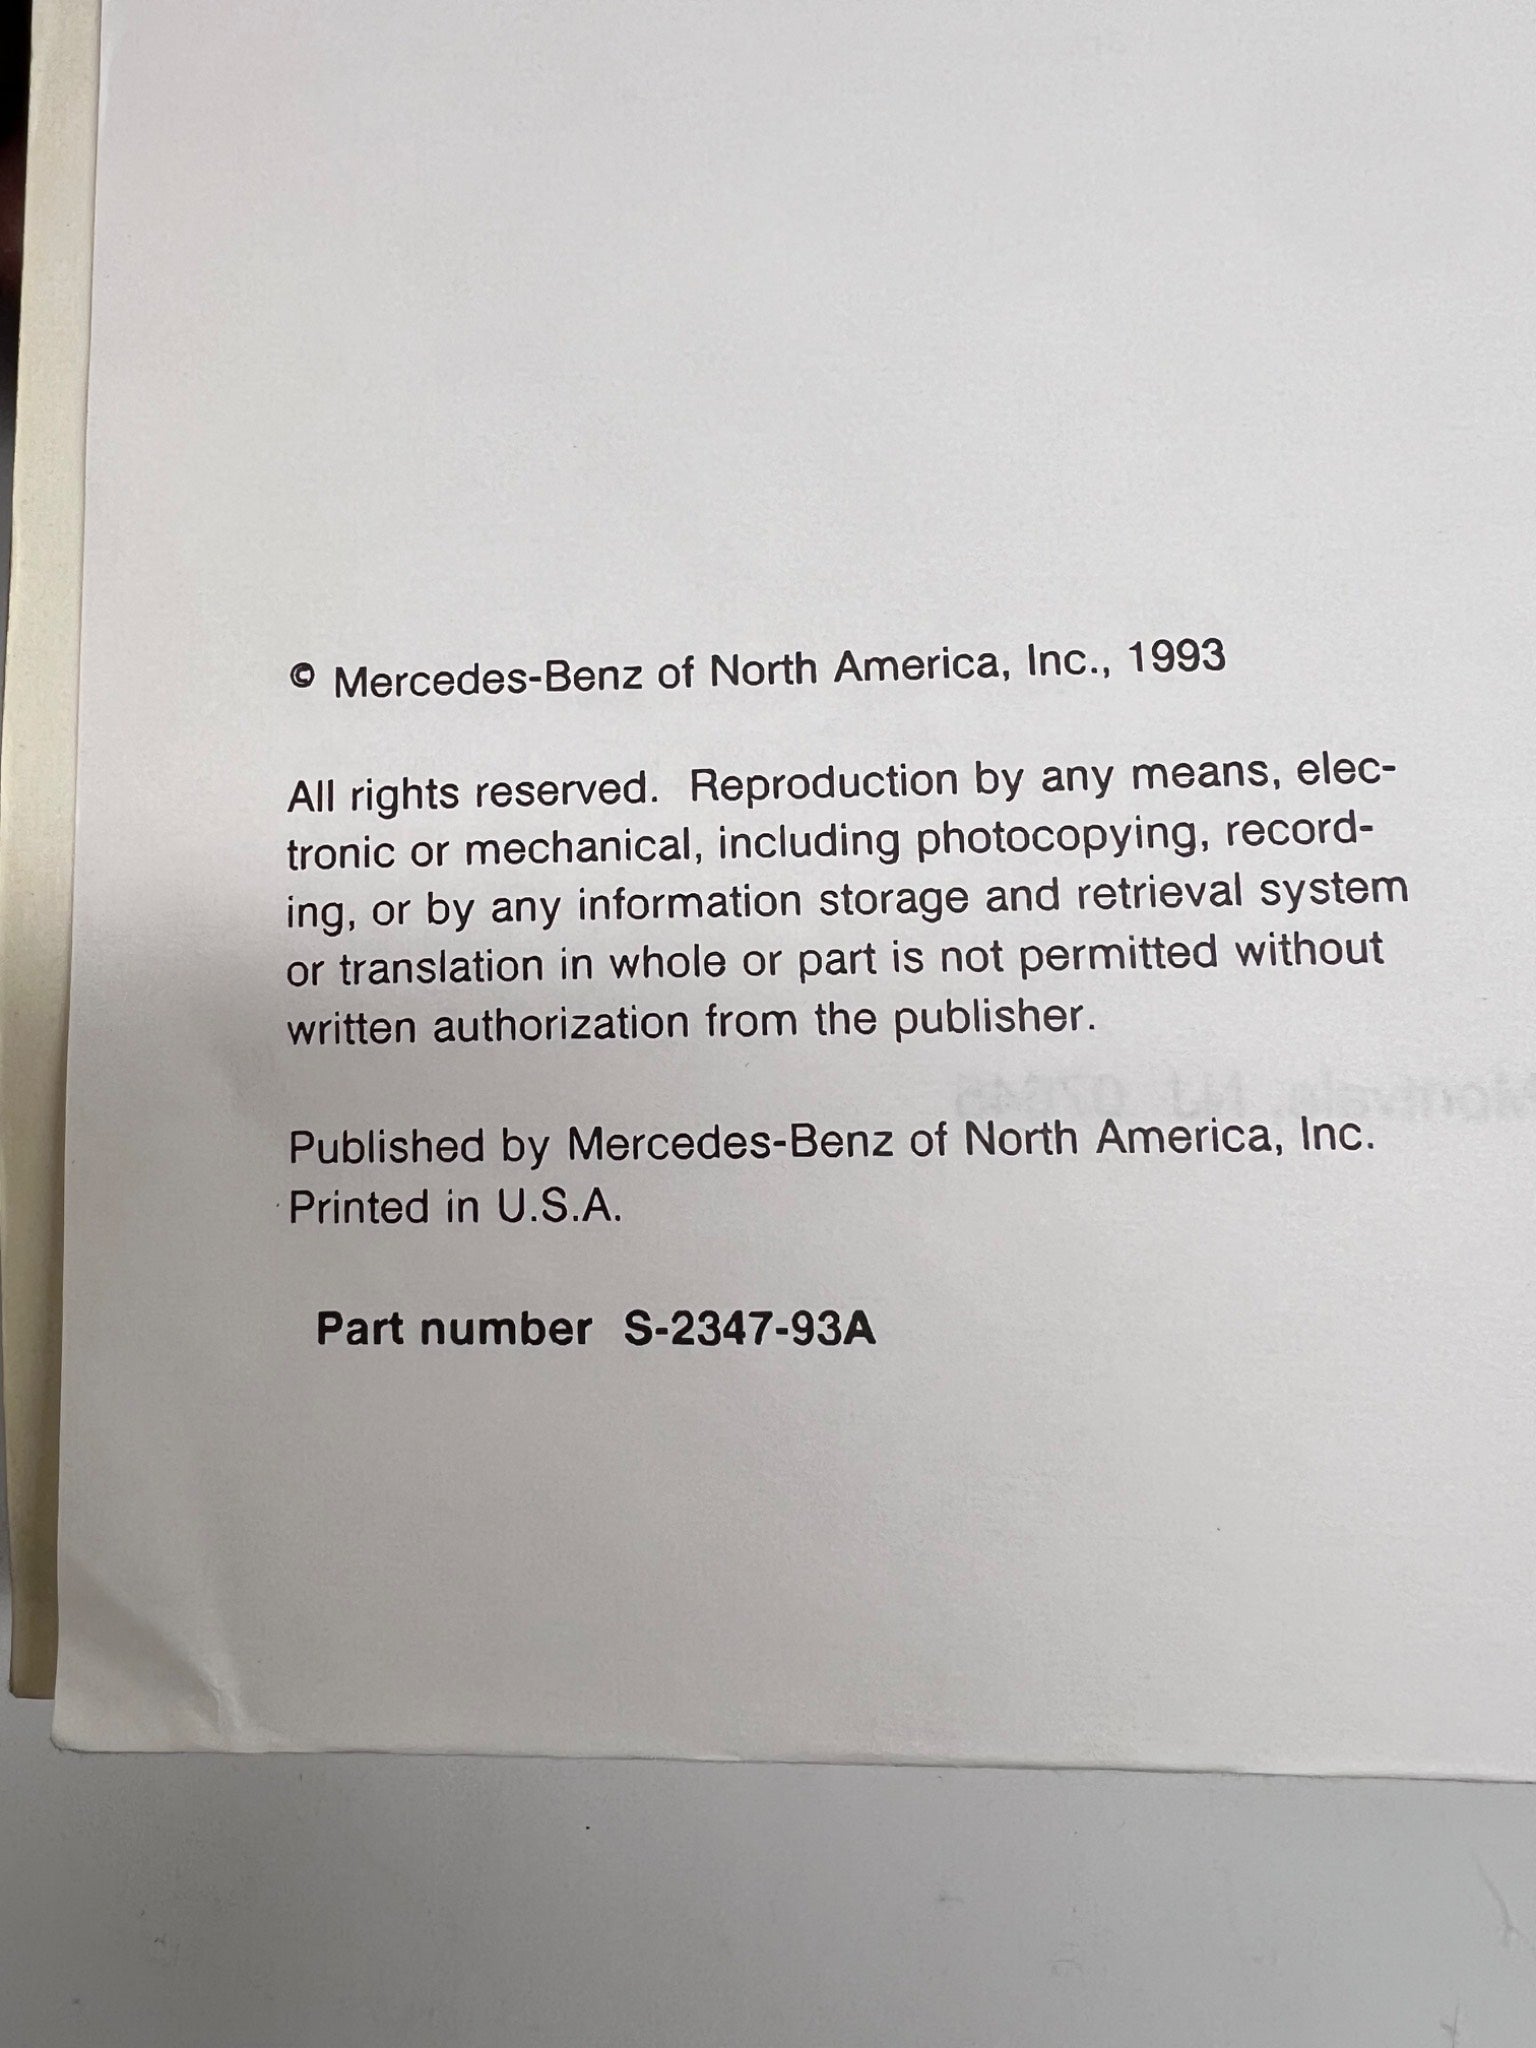 © Mercedes-Benz of North America, Inc., 1993
All rights reserved. Reproduction by any means, elec-
tronic or mechanical, including photocopying, record-
ing, or by any information storage and retrieval system
or translation in whole or part is not permitted without
written authorization from the publisher.
Published by Mercedes-Benz of North America, Inc.
Printed in U.S.A.
Part number S-2347-93A